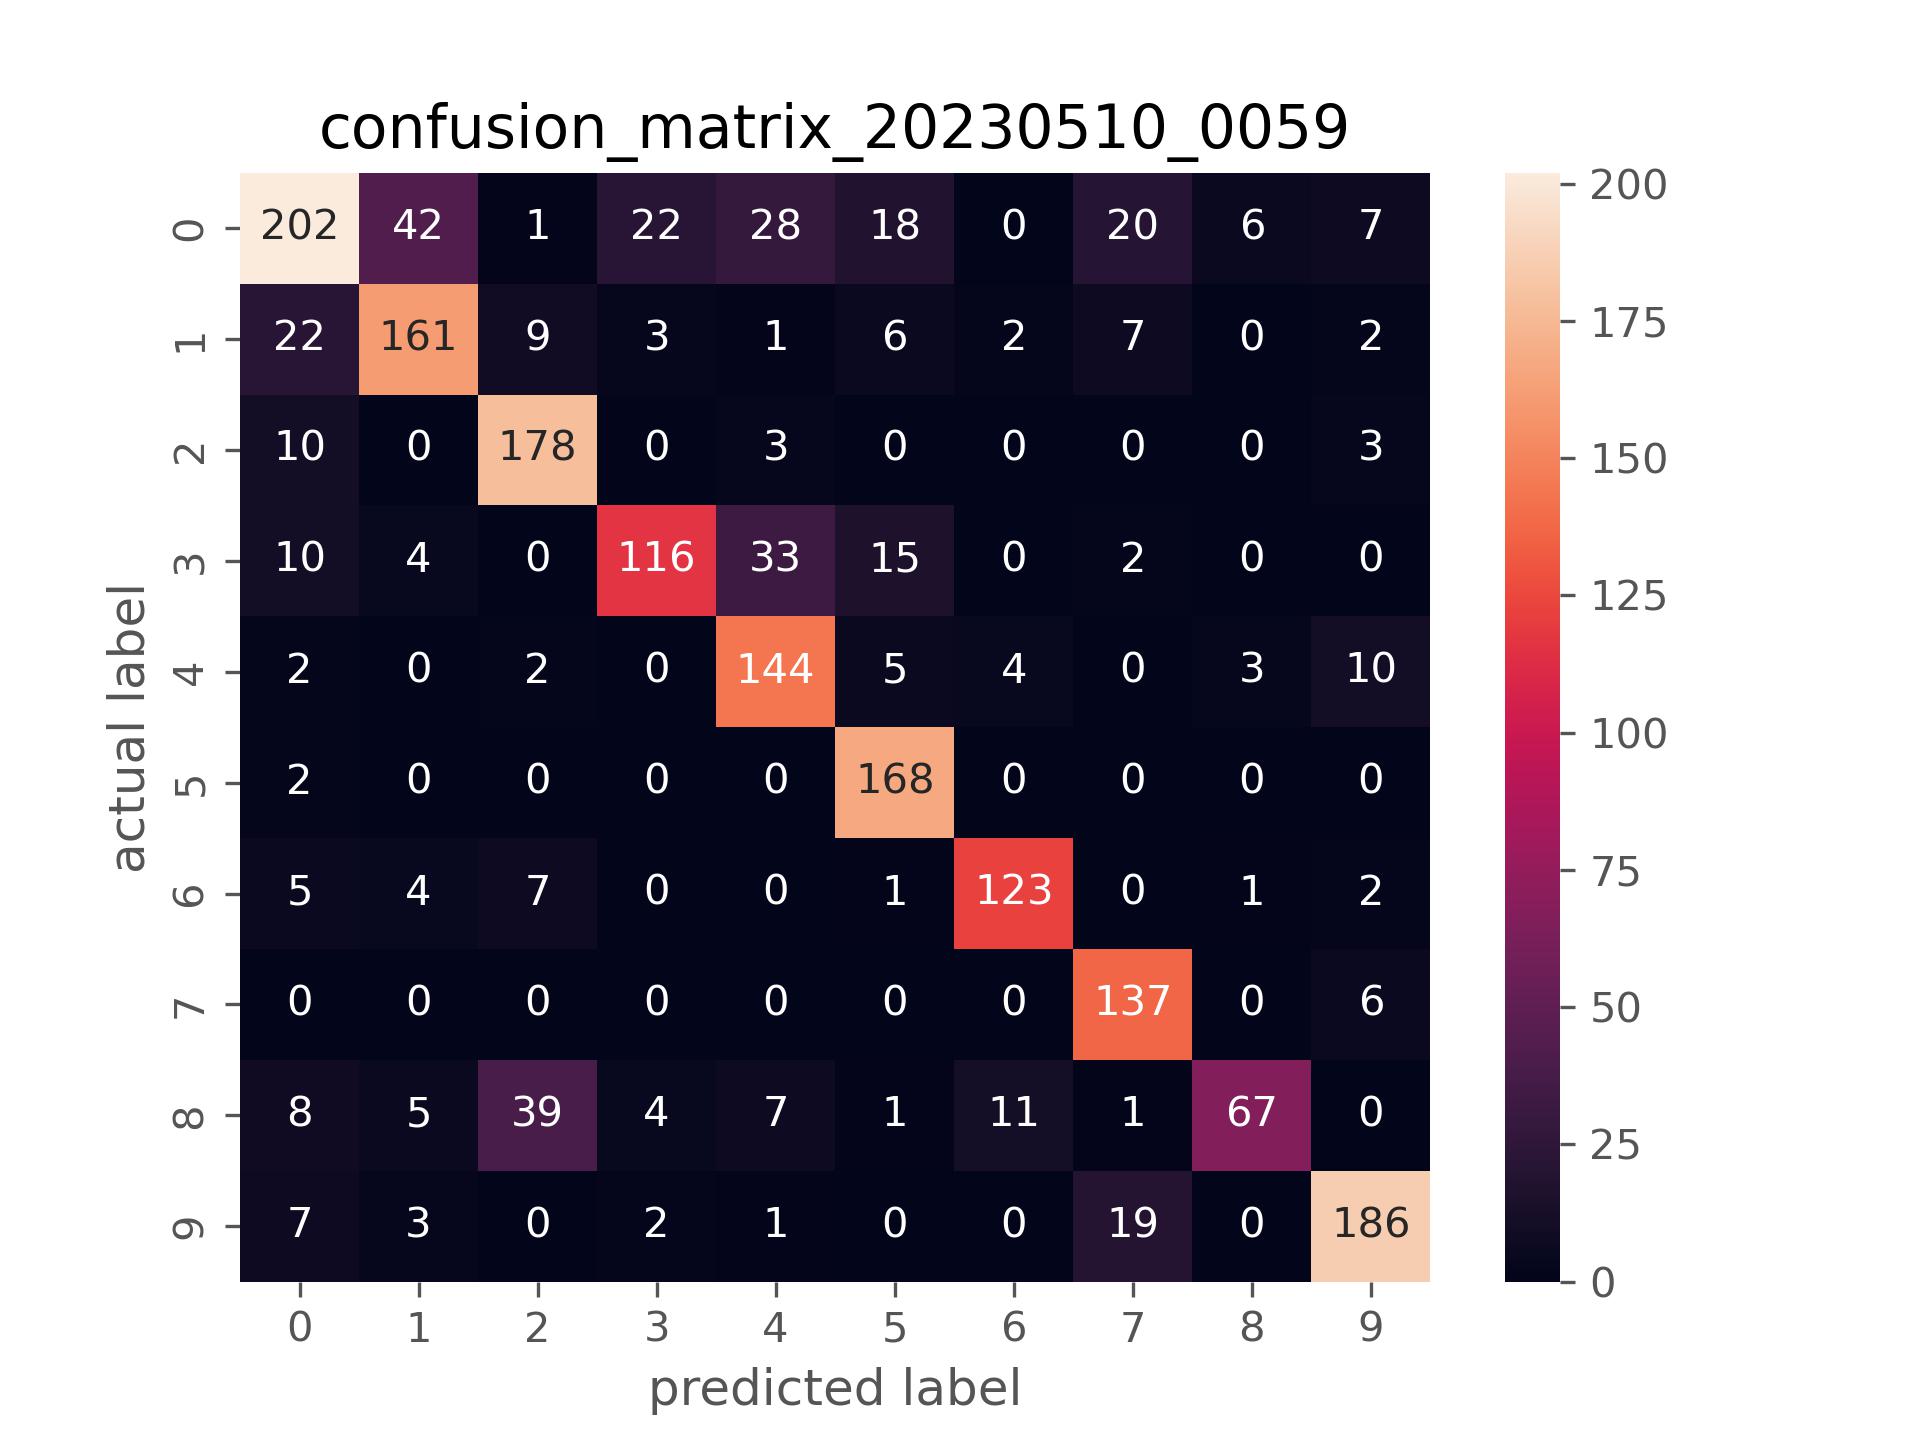 confusion_matrix_20230510_0059
0 202 42 1 22 28 18 0 20 6 7
1 22 161 9 3 1 6 2 7 0 2
2 10 0 178 0 3 0 0 0 0 3
3 10 4 0 116 33 15 0 2 0 0
4 2 0 2 0 144 5 4 0 3 10
5 2 0 0 0 0 168 0 0 0 0
6 5 4 7 0 0 1 123 0 1 2
7 0 0 0 0 0 0 0 137 0 6
8 8 5 39 4 7 1 11 1 67 0
9 7 3 0 2 1 0 0 19 0 186
0 1 2 3 4 5 6 7 8 9
predicted label
actual label
200
175
150
125
100
75
50
25
0